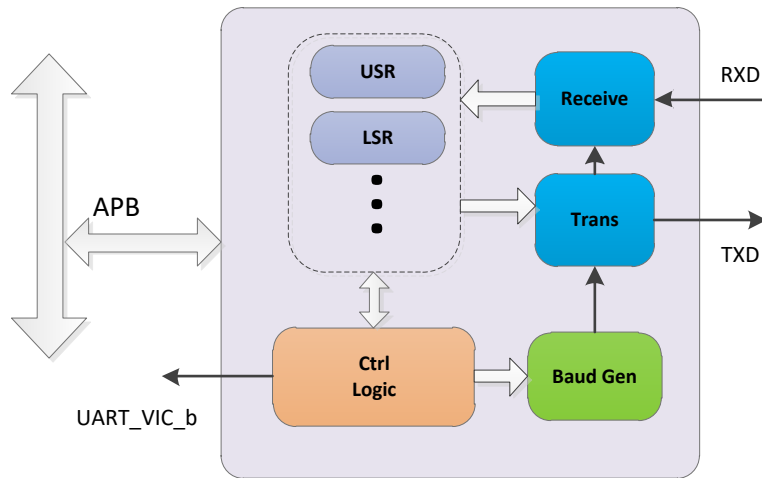 USR
Receive
RXD
LSR
APB
Trans
TXD
Ctrl
Logic
Baud Gen
UART_VIC_b